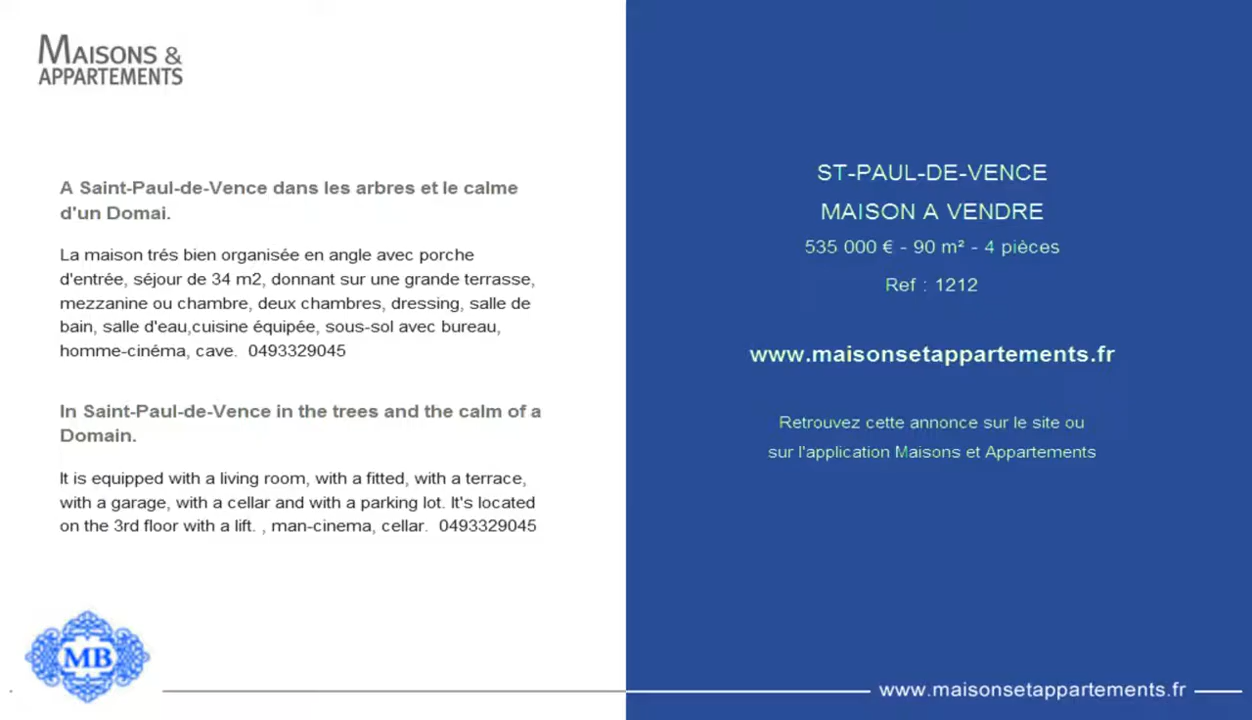 MAISONS &
APPARTEMENTS
A Saint-Paul-de-Vence dans les arbres et le calme
d'un Domai.
La maison trés bien organisée en angle avec porche
d'entrée, séjour de 34 m2, donnant sur une grande terrasse,
mezzanine ou chambre, deux chambres, dressing, salle de
bain, salle d'eau,cuisine équipée, sous-sol avec bureau,
homme-cinéma, cave.  0493329045
In Saint-Paul-de-Vence in the trees and the calm of a
Domain.
It is equipped with a living room, with a fitted, with a terrace,
with a garage, with a cellar and with a parking lot. It's located
on the 3rd floor with a lift. , man-cinema, cellar.  0493329045
MB
ST-PAUL-DE-VENCE
MAISON A VENDRE
535 000 € - 90 m² - 4 pièces
Ref : 1212
www.maisonsetappartements.fr
Retrouvez cette annonce sur le site ou
sur l'application Maisons et Appartements
www.maisonsetappartements.fr